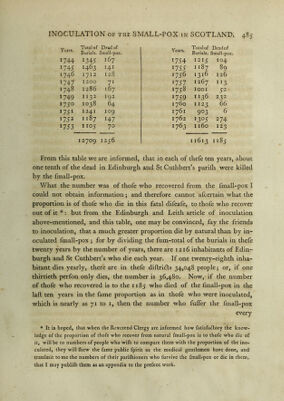 INOCULATION OF THE SMALL-POX IN SCOTLAND. 485
Years. Total of Burials. Dead of Small-pox. Years. Total of Burials. Dead of Small-pox.
1744 1345 167 1754 1215 104
1745 1463 141 1755 1187 89
1746 1712 128 1756 1316 126
1747 1200 71 1757 1267 113
1748 1286 167 1758 1001 52
1749 1132 192 1759 1136 232
1750 1038 64 1760 1123 66
1751 1241 109 1761 903 6
1752 1187 147 1762 1305 274
1753 1105 70 1763 1160 123
12709 1256 11613 1185
From this table we are informed, that in each of theſe ten years, about
one tenth of the dead in Edinburgh and St Cuthbert's pariſh were killed
by the ſmall-pox.
What the number was of thoſe who recovered from the ſmall-pox I
could not obtain information; and therefore cannot aſcertain what the
proportion is of thoſe who die in this fatal diſeaſe, to thoſe who recover
out of it * : but from the Edinburgh and Leith article of inoculation
above-mentioned, and this table, one may be convinced, ſay the friends
to inoculation, that a much greater proportion die by natural than by in-
oculated ſmall-pox ; for by dividing the ſum-total of the burials in theſe
twenty years by the number of years, there are 1216 inhabitants of Edin-
burgh and St Cuthbert's who die each year. If one twenty-eighth inha-
bitant dies yearly, there are in theſe diſtricts 34,048 people; or, if one
thirtieth perſon only dies, the number is 36,480. Now, if the number
of thoſe who recovered is to the 1185 who died of the ſmall-pox in the
laſt ten years in the ſame proportion as in thoſe who were inoculated,
which is nearly as 71 to 1, then the number who ſuffer the ſmall-pox
every
* It is hoped, that when the Reverend Clergy are informed how ſatisfactory the know-
ledge of the proportion of thoſe who recover from natural ſmall-pox is to thoſe who die of
it, will be to numbers of people who wiſh to compare them with the proportion of the ino-
culated, they will ſhew the ſame public ſpirit as the medical gentlemen have done, and
tranſmit to me the numbers of their pariſhioners who ſurvive the ſmall-pox or die in them,
that I may publiſh them as an appendix to the preſent work.